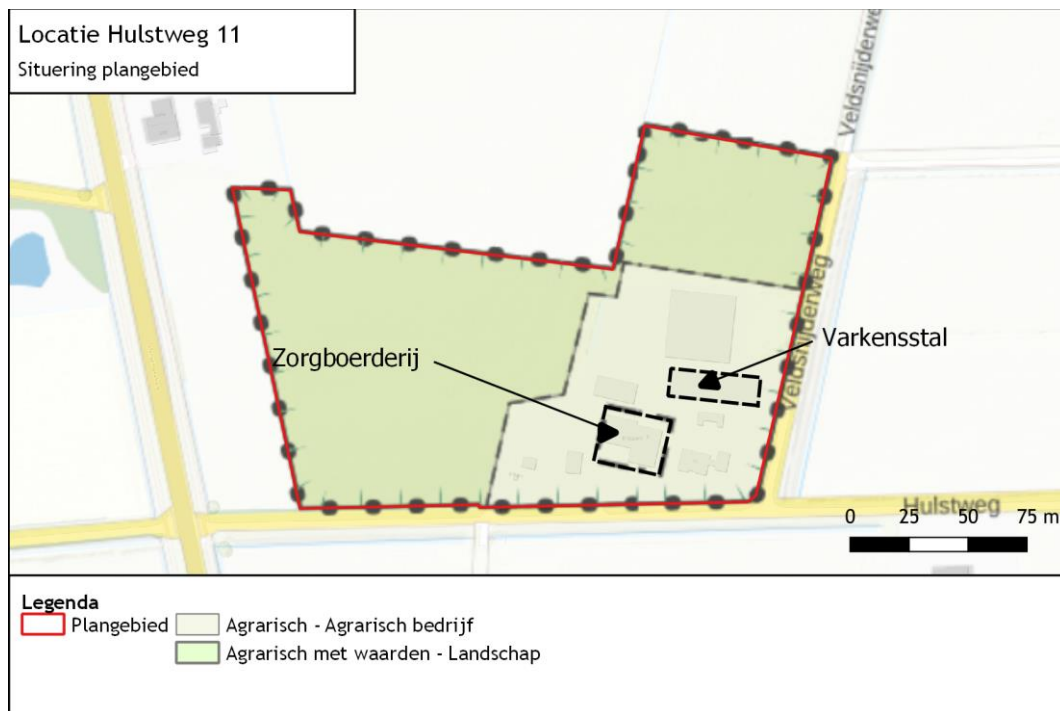 Locatie Hulstweg 11
Situering plangebied
Veldsnijderweg
Varkensstal
Zorgboerderij
Veldsnijderweg
Hulstweg
0 25 50 75 m
Legenda
Plangebied Agrarisch - Agrarisch bedrijf
Agrarisch met waarden - Landschap